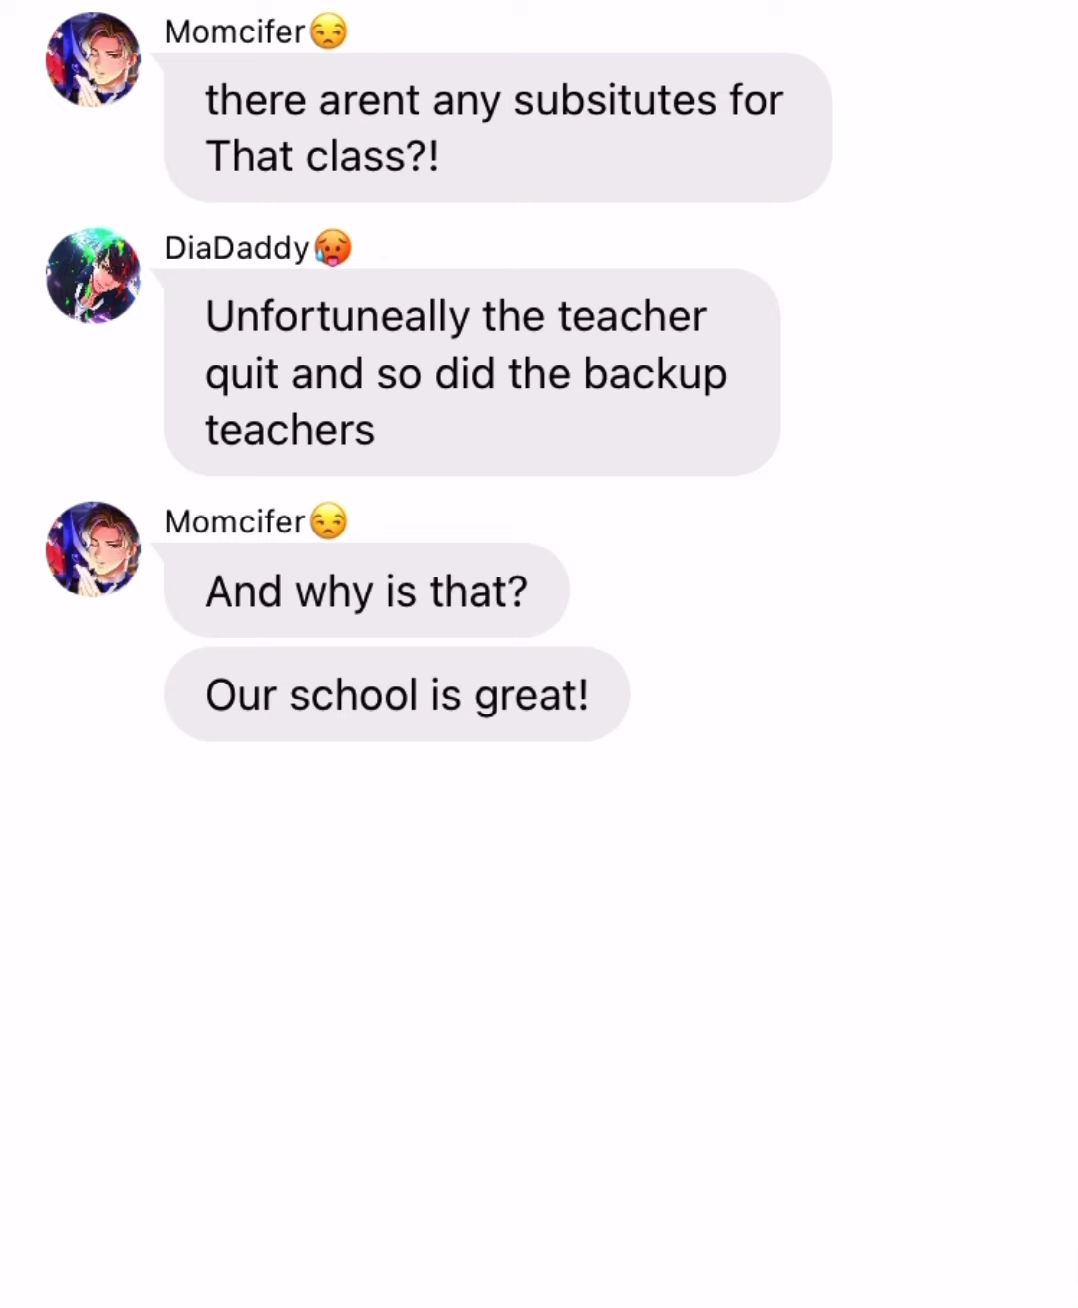 Momcifer😒
there arent any subsitutes for
That class?!
DiaDaddy🥵
Unfortuneally the teacher
quit and so did the backup
teachers
Momcifer😒
And why is that?
Our school is great!